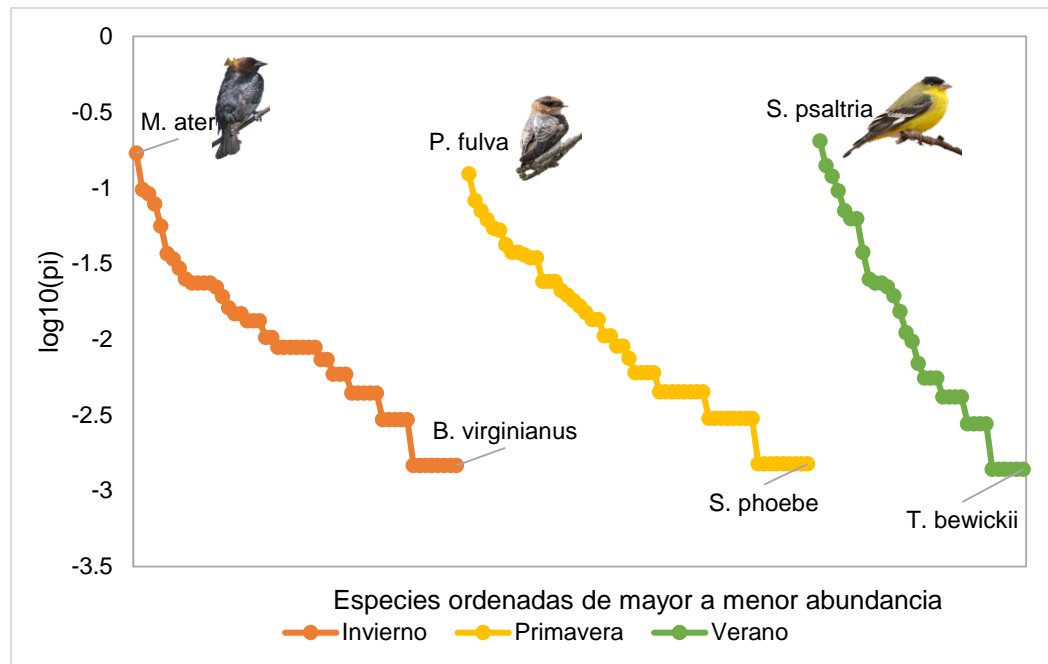 0
-0.5
-1
-1.5
-2
-2.5
-3
-3.5
log10(pi)
M. ater
P. fulva
S. psaltria
B. virginianus
S. phoebe
T. bewickii
Especies ordenadas de mayor a menor abundancia
Invierno Primavera Verano